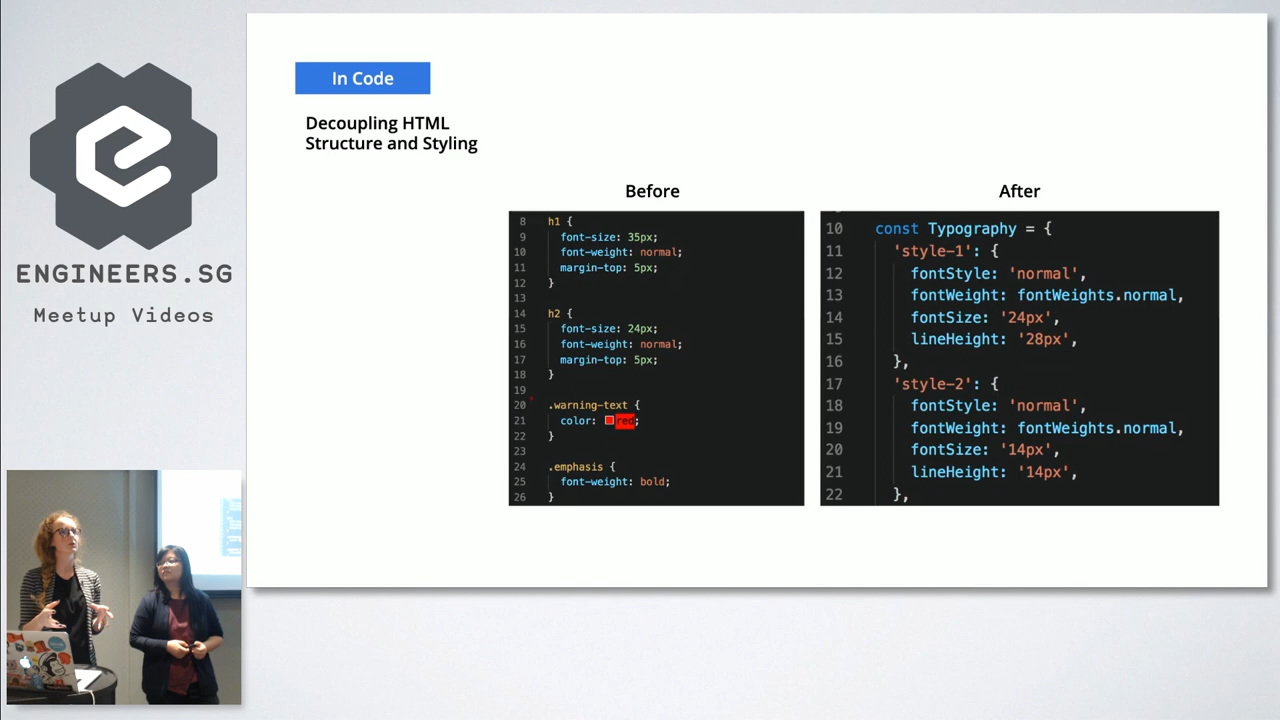 ENGINEERS.SG
Meetup Videos
In Code
Decoupling HTML
Structure and Styling
Before
8 h1 {
9 font-size: 35px;
10 font-weight: normal;
11 margin-top: 5px;
12 }
13
14 h2 {
15 font-size: 24px;
16 font-weight: normal;
17 margin-top: 5px;
18 }
19
20 .warning-text {
21 color: red;
22 }
23
24 .emphasis {
25 font-weight: bold;
26 }
After
10 const Typography = {
11 'style-1': {
12 fontStyle: 'normal',
13 fontWeight: fontWeights.normal,
14 fontSize: '24px',
15 lineHeight: '28px',
16 },
17 'style-2': {
18 fontStyle: 'normal',
19 fontWeight: fontWeights.normal,
20 fontSize: '14px',
21 lineHeight: '14px',
22 },